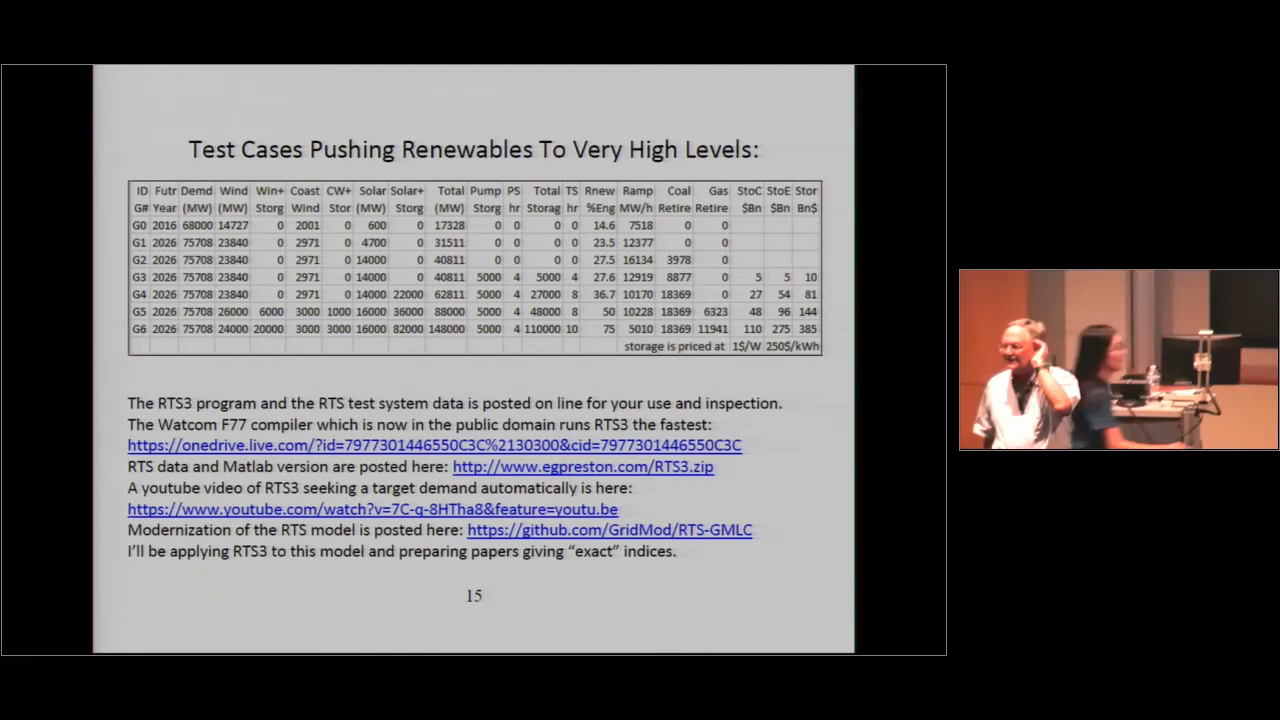 Test Cases Pushing Renewables To Very High Levels:
ID Futr Demd Wind Win+ Coast CW+ Solar Solar+ Total Pump PS Total TS Rnew Ramp Coal Gas StoC StoE Stor
G# Year (MW) (MW) Storg Wind Stor (MW) Storg (MW) Storg hr Storag hr %Eng MW/h Retire Retire $Bn $Bn Bn$
G0 2016 68000 14727 0 2001 0 600 0 17328 0 0 0 0 14.6 7518 0 0
G1 2026 75708 23840 0 2971 0 4700 0 31511 0 0 0 0 23.5 12377 0 0
G2 2026 75708 23840 0 2971 0 14000 0 40811 0 0 0 0 27.5 16134 3978 0
G3 2026 75708 23840 0 2971 0 14000 0 40811 5000 4 5000 4 27.6 12919 8877 0 5 5 10
G4 2026 75708 23840 0 2971 0 14000 22000 62811 5000 4 27000 8 36.7 10170 18369 0 27 54 81
G5 2026 75708 26000 6000 3000 1000 16000 36000 88000 5000 4 48000 8 50 10228 18369 6323 48 96 144
G6 2026 75708 24000 20000 3000 3000 16000 82000 148000 5000 4 110000 10 75 5010 18369 11941 110 275 385
storage is priced at 1$/W 250$/kWh
The RTS3 program and the RTS test system data is posted on line for your use and inspection.
The Watcom F77 compiler which is now in the public domain runs RTS3 the fastest:
https://onedrive.live.com/?id=7977301446550C3C%2130300&cid=7977301446550C3C
RTS data and Matlab version are posted here: http://www.egpreston.com/RTS3.zip
A youtube video of RTS3 seeking a target demand automatically is here:
https://www.youtube.com/watch?v=7C-q-8HTha8&feature=youtu.be
Modernization of the RTS model is posted here: https://github.com/GridMod/RTS-GMLC
I'll be applying RTS3 to this model and preparing papers giving “exact” indices.
15